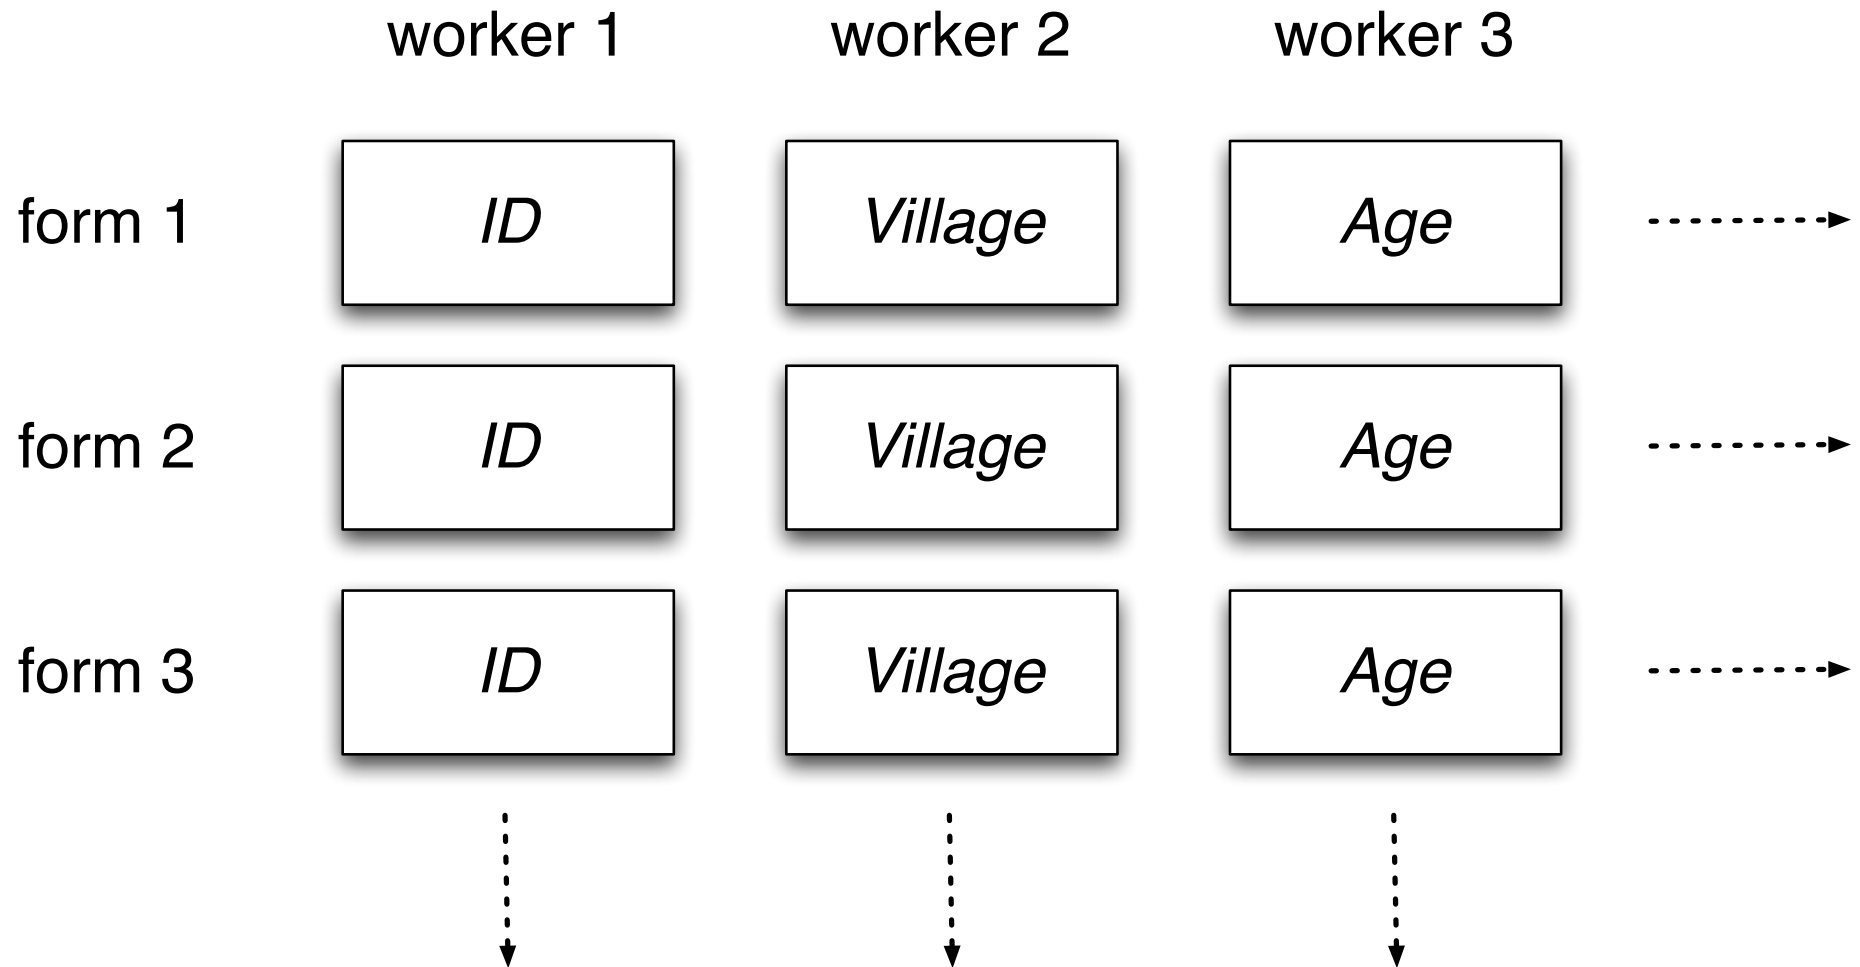 worker 1 worker 2 worker 3
form 1 ID Village Age
form 2 ID Village Age
form 3 ID Village Age